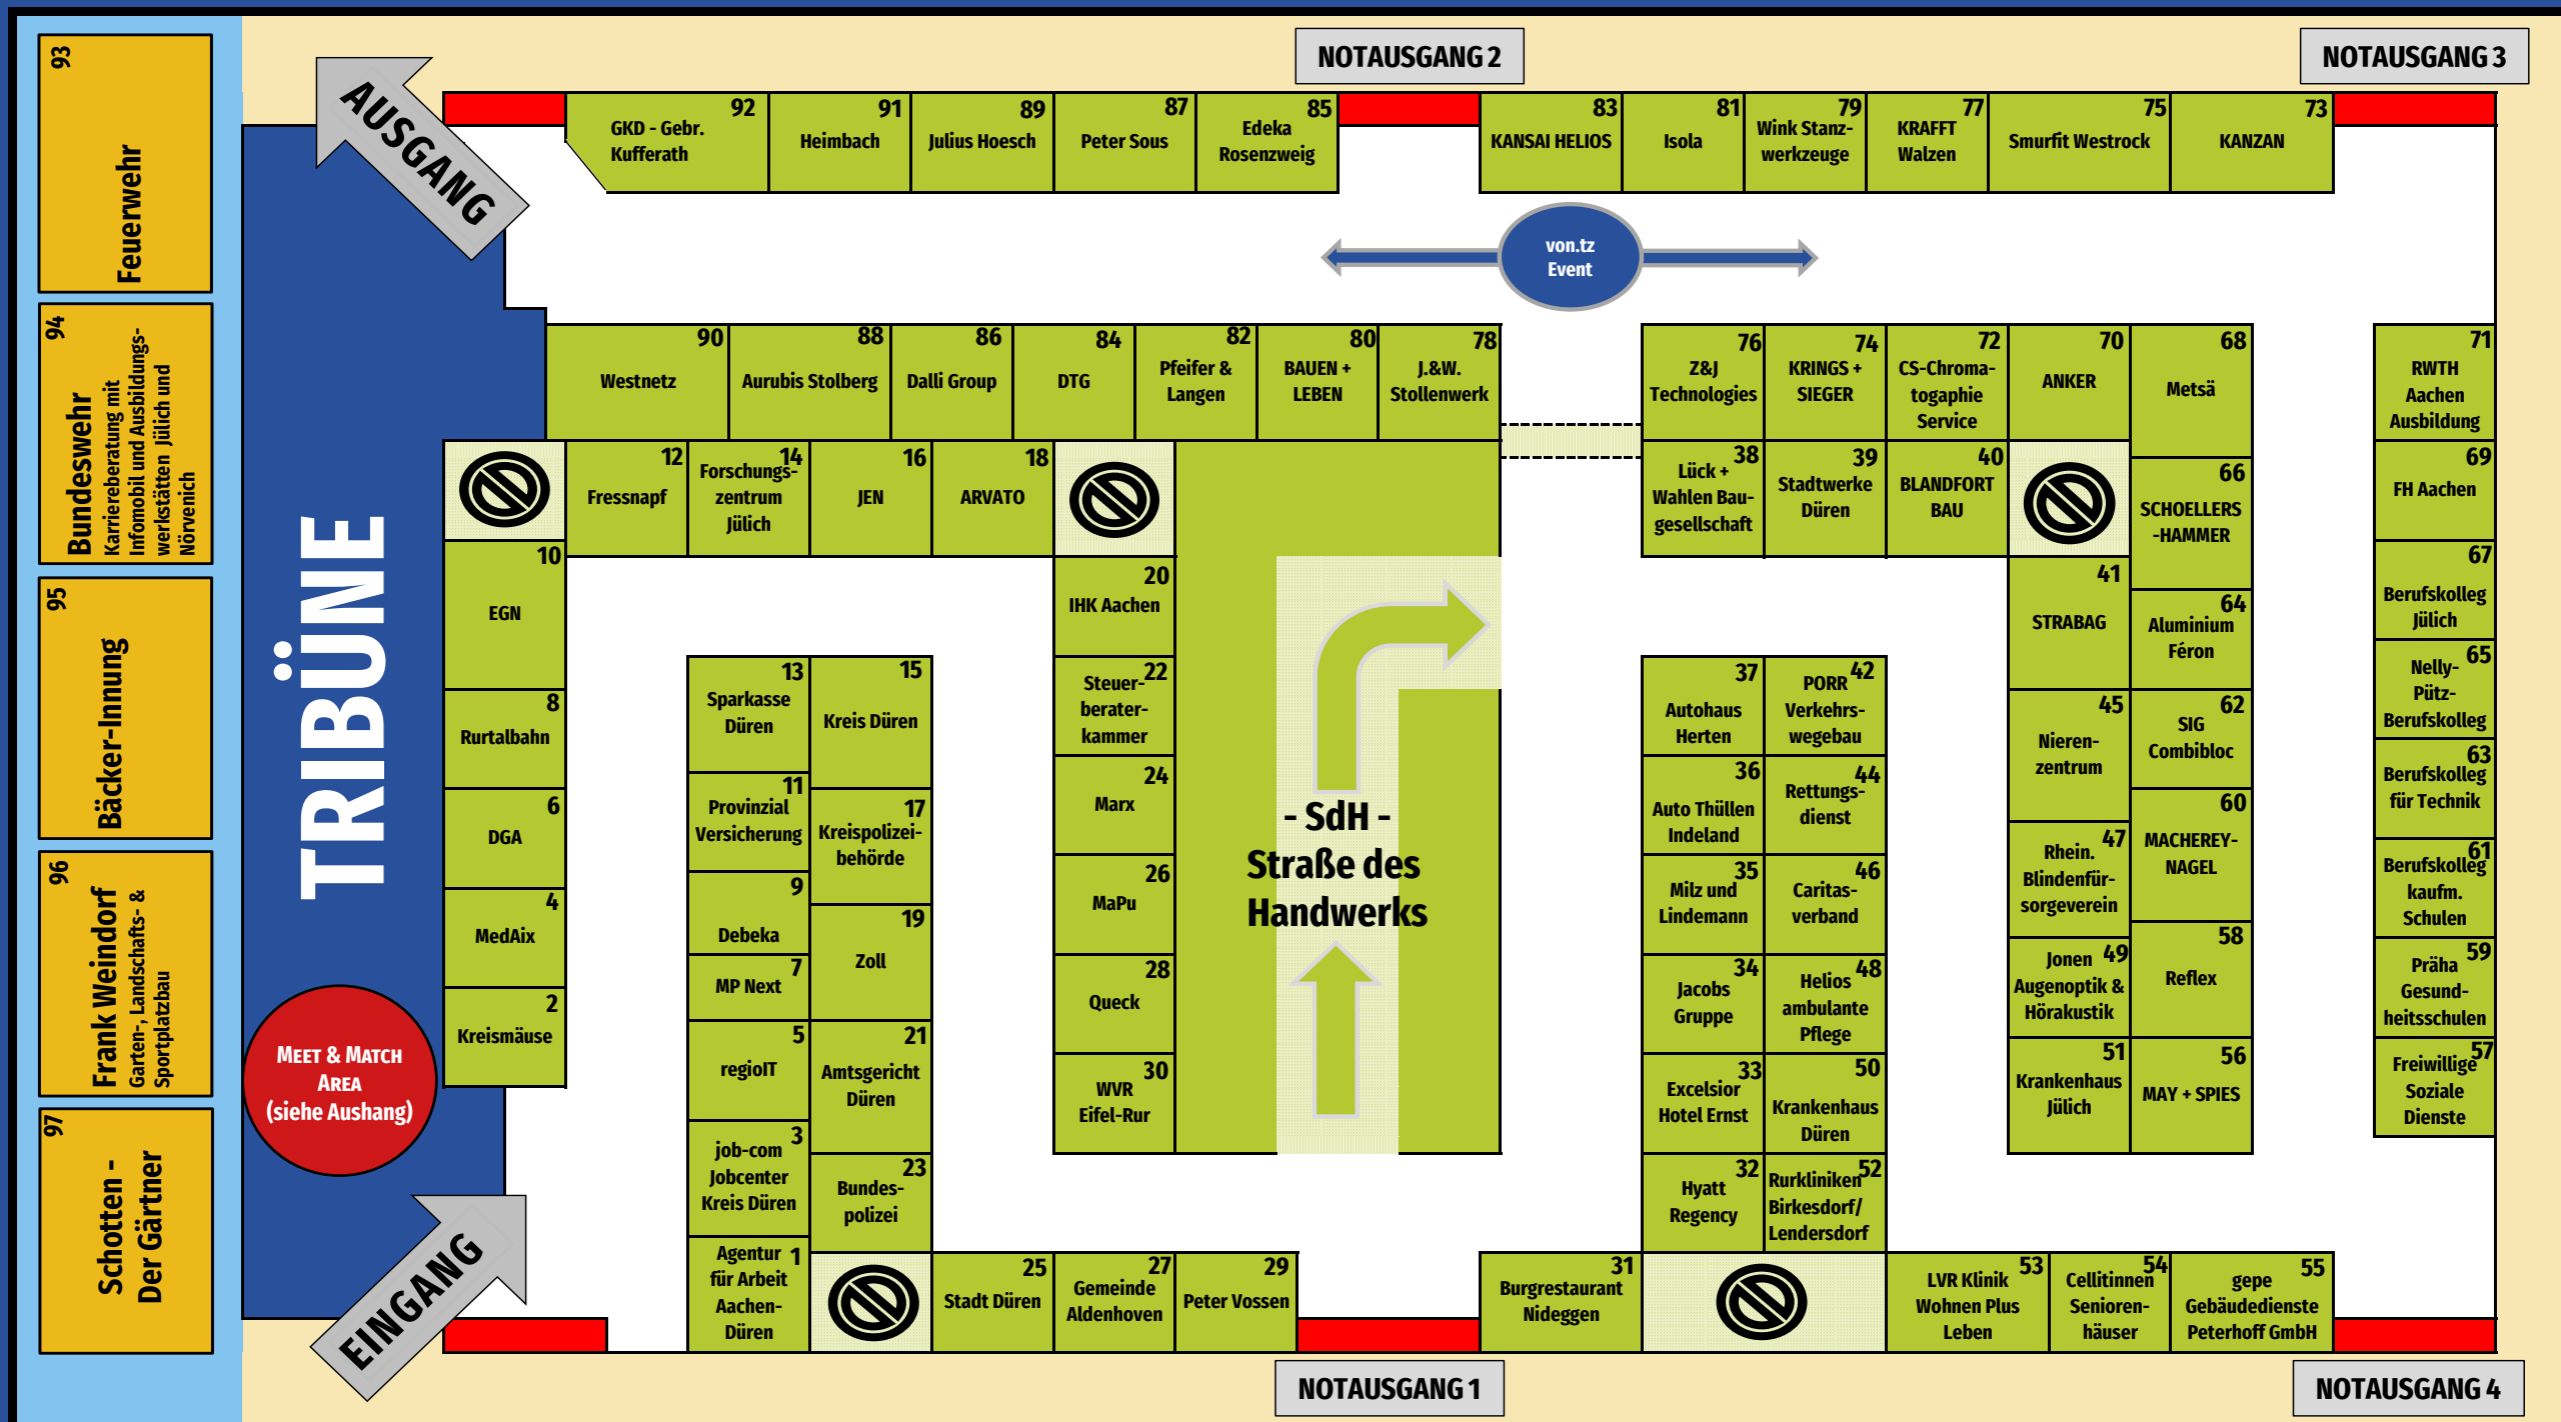 NOTAUSGANG 2
NOTAUSGANG 3
93
Feuerwehr
94
Bundeswehr
Karriereberatung mit
Infomobil und Ausbildungs-
werkstätten Jülich und
Nörvenich
95
Bäcker-Innung
96
Frank Weindorf
Garten-, Landschafts- &
Sportplatzbau
97
Schotten -
Der Gärtner
AUSGANG
TRIBÜNE
MEET & MATCH
AREA
(siehe Aushang)
EINGANG
92
GKD - Gebr.
Kufferath
91
Heimbach
89
Julius Hoesch
87
Peter Sous
85
Edeka
Rosenzweig
83
KANSAI HELIOS
81
Isola
79
Wink Stanz-
werkzeuge
77
KRAFFT
Walzen
75
Smurfit Westrock
73
KANZAN
von.tz
Event
90
Westnetz
88
Aurubis Stolberg
86
Dalli Group
84
DTG
82
Pfeifer &
Langen
80
BAUEN +
LEBEN
78
J.&W.
Stollenwerk
76
Z&J
Technologies
74
KRINGS +
SIEGER
72
CS-Chroma-
togaphie
Service
70
ANKER
68
Metsä
71
RWTH
Aachen
Ausbildung
12
Fressnapf
14
Forschungs-
zentrum
Jülich
16
JEN
18
ARVATO
38
Lück +
Wahlen Bau-
gesellschaft
39
Stadtwerke
Düren
40
BLANDFORT
BAU
66
SCHOELLERS
-HAMMER
69
FH Aachen
10
EGN
8
Rurtalbahn
6
DGA
4
MedAix
2
Kreismäuse
13
Sparkasse
Düren
11
Provinzial
Versicherung
9
Debeka
7
MP Next
5
regioIT
3
job-com
Jobcenter
Kreis Düren
Agentur 1
für Arbeit
Aachen-
Düren
15
Kreis Düren
17
Kreispolizei-
behörde
19
Zoll
21
Amtsgericht
Düren
23
Bundes-
polizei
20
IHK Aachen
22
Steuer-
berater-
kammer
24
Marx
26
MaPu
28
Queck
30
WVR
Eifel-Rur
- SdH -
Straße des
Handwerks
37
Autohaus
Herten
36
Auto Thüllen
Indeland
35
Milz und
Lindemann
34
Jacobs
Gruppe
33
Excelsior
Hotel Ernst
32
Hyatt
Regency
42
PORR
Verkehrs-
wegebau
44
Rettungs-
dienst
46
Caritas-
verband
48
Helios
ambulante
Pflege
50
Krankenhaus
Düren
52
Rurkliniken
Birkesdorf/
Lendersdorf
41
STRABAG
45
Nieren-
zentrum
47
Rhein.
Blindenfür-
sorgeverein
49
Jonen
Augenoptik &
Hörakustik
51
Krankenhaus
Jülich
64
Aluminium
Féron
62
SIG
Combibloc
60
MACHEREY-
NAGEL
58
Reflex
56
MAY + SPIES
67
Berufskolleg
Jülich
65
Nelly-
Pütz-
Berufskolleg
63
Berufskolleg
für Technik
61
Berufskolleg
kaufm.
Schulen
59
Präha
Gesund-
heitsschulen
57
Freiwillige
Soziale
Dienste
25
Stadt Düren
27
Gemeinde
Aldenhoven
29
Peter Vossen
31
Burgrestaurant
Nideggen
53
LVR Klinik
Wohnen Plus
Leben
54
Cellitinnen
Senioren-
häuser
55
gepe
Gebäudedienste
Peterhoff GmbH
NOTAUSGANG 1
NOTAUSGANG 4